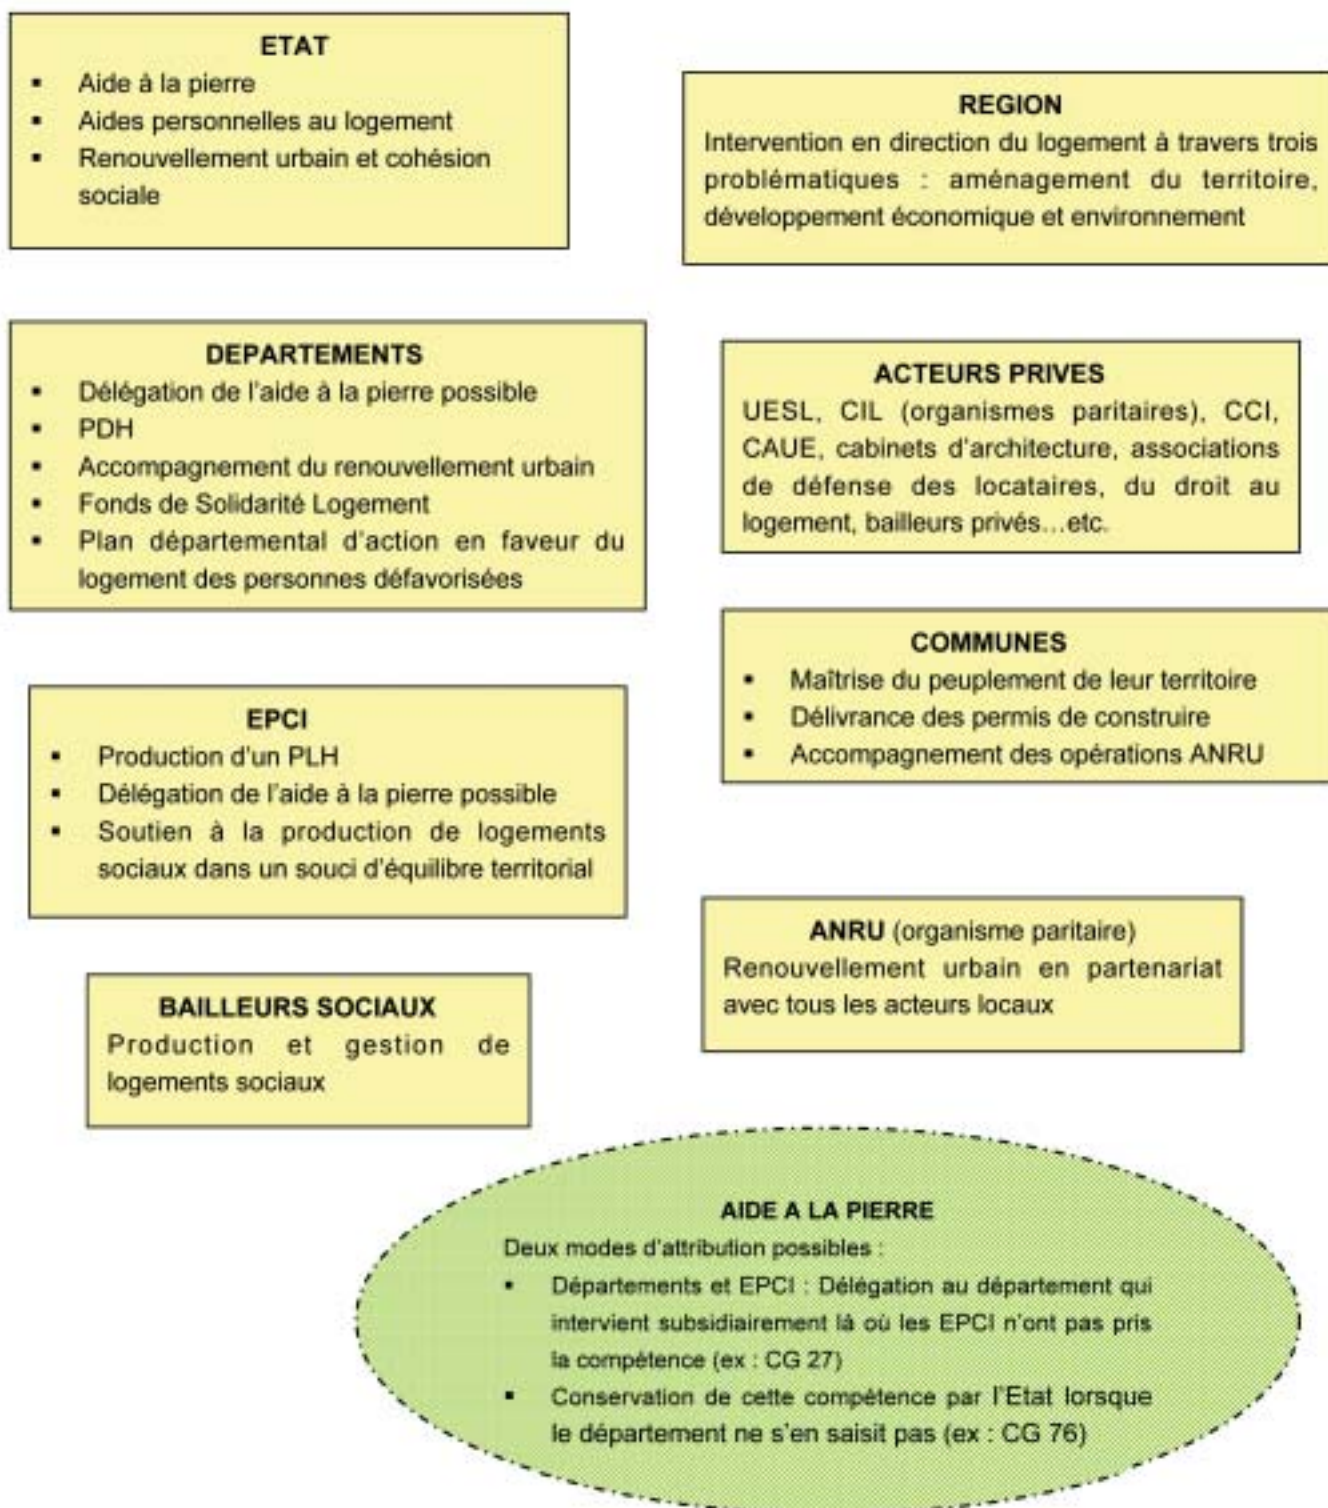 ETAT
▪ Aide à la pierre
▪ Aides personnelles au logement
▪ Renouvellement urbain et cohésion
sociale
REGION
Intervention en direction du logement à travers trois
problématiques : aménagement du territoire,
développement économique et environnement
DEPARTEMENTS
▪ Délégation de l'aide à la pierre possible
▪ PDH
▪ Accompagnement du renouvellement urbain
▪ Fonds de Solidarité Logement
▪ Plan départemental d'action en faveur du
logement des personnes défavorisées
ACTEURS PRIVES
UESL, CIL (organismes paritaires), CCI,
CAUE, cabinets d'architecture, associations
de défense des locataires, du droit au
logement, bailleurs privés...etc.
COMMUNES
▪ Maîtrise du peuplement de leur territoire
▪ Délivrance des permis de construire
▪ Accompagnement des opérations ANRU
EPCI
▪ Production d'un PLH
▪ Délégation de l'aide à la pierre possible
▪ Soutien à la production de logements
sociaux dans un souci d'équilibre territorial
ANRU (organisme paritaire)
Renouvellement urbain en partenariat
avec tous les acteurs locaux
BAILLEURS SOCIAUX
Production et gestion de
logements sociaux
AIDE A LA PIERRE
Deux modes d'attribution possibles :
▪ Départements et EPCI : Délégation au département qui
intervient subsidiairement là où les EPCI n'ont pas pris
la compétence (ex : CG 27)
▪ Conservation de cette compétence par l'Etat lorsque
le département ne s'en saisit pas (ex : CG 76)